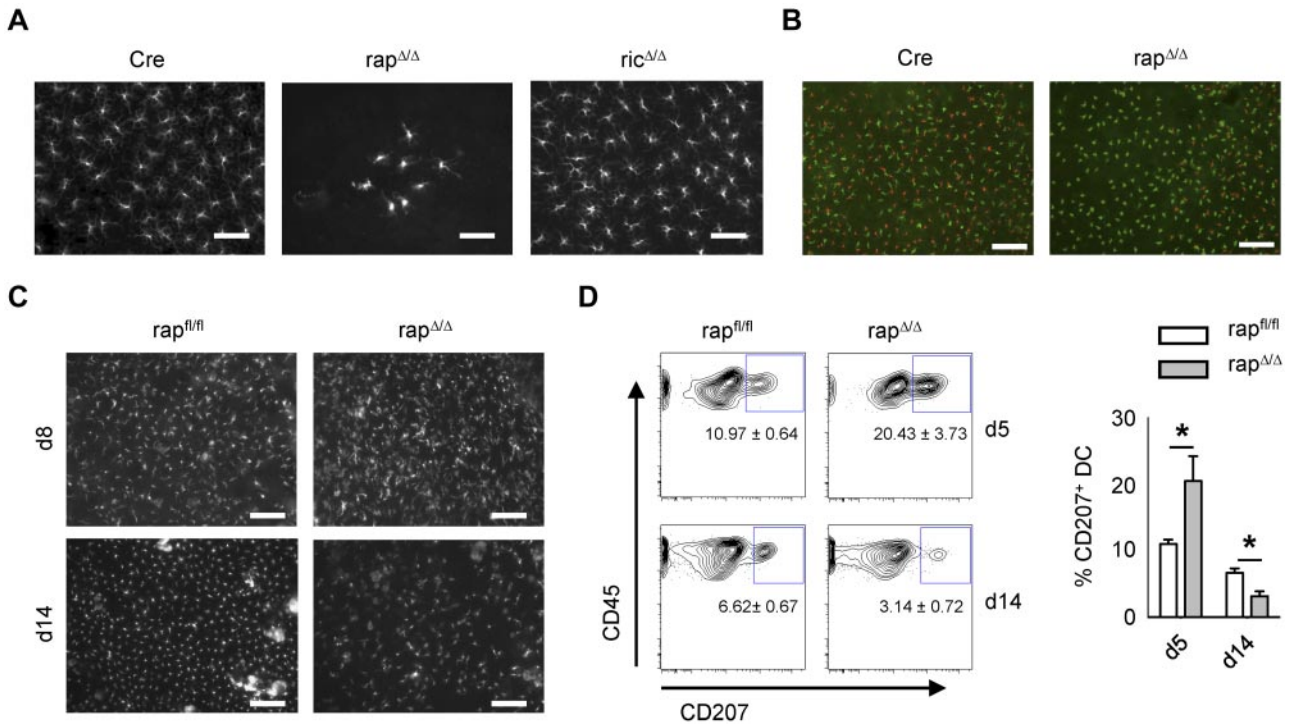 A
Cre
rapΔ/Δ
ricΔ/Δ
B
Cre
rapΔ/Δ
C
rapfl/fl
rapΔ/Δ
d8
d14
D
rapfl/fl
rapΔ/Δ
10.97 ± 0.64
20.43 ± 3.73
d5
6.62± 0.67
3.14 ± 0.72
d14
CD45
CD207
rapfl/fl
rapΔ/Δ
% CD207+ DC
30
20
10
0
*
*
d5
d14